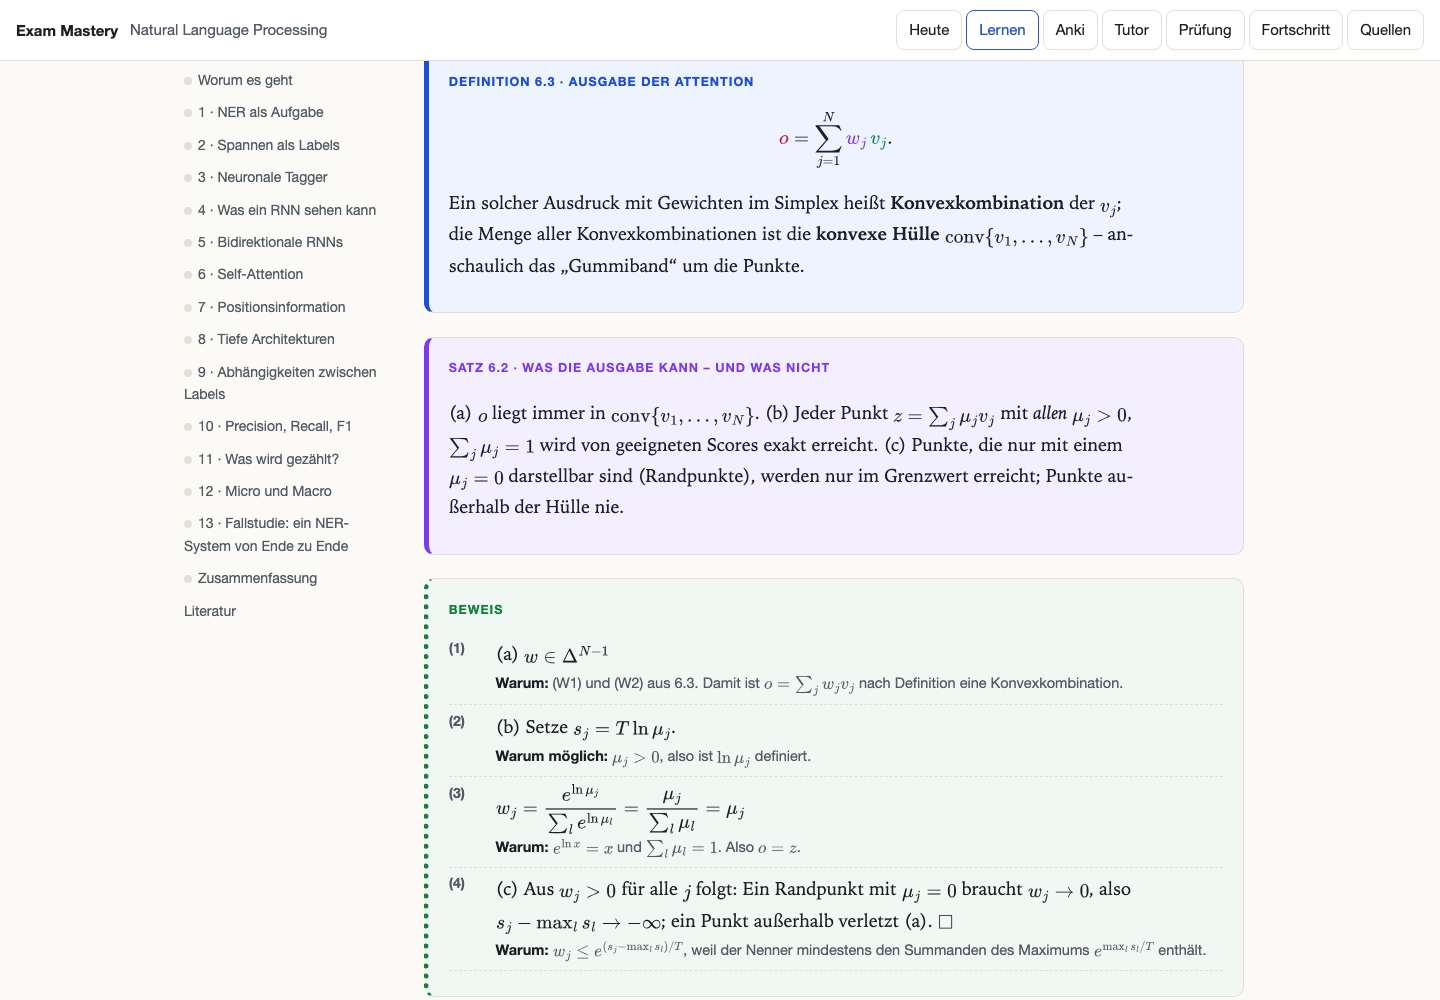 Exam Mastery Natural Language Processing
Heute Lernen Anki Tutor Prüfung Fortschritt Quellen
Worum es geht
1 · NER als Aufgabe
2 · Spannen als Labels
3 · Neuronale Tagger
4 · Was ein RNN sehen kann
5 · Bidirektionale RNNs
6 · Self-Attention
7 · Positionsinformation
8 · Tiefe Architekturen
9 · Abhängigkeiten zwischen
Labels
10 · Precision, Recall, F1
11 · Was wird gezählt?
12 · Micro und Macro
13 · Fallstudie: ein NER-
System von Ende zu Ende
Zusammenfassung
Literatur
DEFINITION 6.3 · AUSGABE DER ATTENTION
o = ∑_{j=1}^{N} w_j v_j.
Ein solcher Ausdruck mit Gewichten im Simplex heißt Konvexkombination der v_j;
die Menge aller Konvexkombinationen ist die konvexe Hülle conv{v_1, . . . , v_N} – an-
schaulich das „Gummiband“ um die Punkte.
SATZ 6.2 · WAS DIE AUSGABE KANN – UND WAS NICHT
(a) o liegt immer in conv{v_1, . . . , v_N}. (b) Jeder Punkt z = ∑_j μ_j v_j mit allen μ_j > 0,
∑_j μ_j = 1 wird von geeigneten Scores exakt erreicht. (c) Punkte, die nur mit einem
μ_j = 0 darstellbar sind (Randpunkte), werden nur im Grenzwert erreicht; Punkte au-
ßerhalb der Hülle nie.
BEWEIS
(1) (a) w ∈ Δ^{N−1}
Warum: (W1) und (W2) aus 6.3. Damit ist o = ∑_j w_j v_j nach Definition eine Konvexkombination.
(2) (b) Setze s_j = T ln μ_j.
Warum möglich: μ_j > 0, also ist ln μ_j definiert.
(3) w_j = e^{ln μ_j} / ∑_l e^{ln μ_l} = μ_j / ∑_l μ_l = μ_j
Warum: e^{ln x} = x und ∑_l μ_l = 1. Also o = z.
(4) (c) Aus w_j > 0 für alle j folgt: Ein Randpunkt mit μ_j = 0 braucht w_j → 0, also
s_j − max_l s_l → −∞; ein Punkt außerhalb verletzt (a). □
Warum: w_j ≤ e^{(s_j−max_l s_l)/T}, weil der Nenner mindestens den Summanden des Maximums e^{max_l s_l/T} enthält.